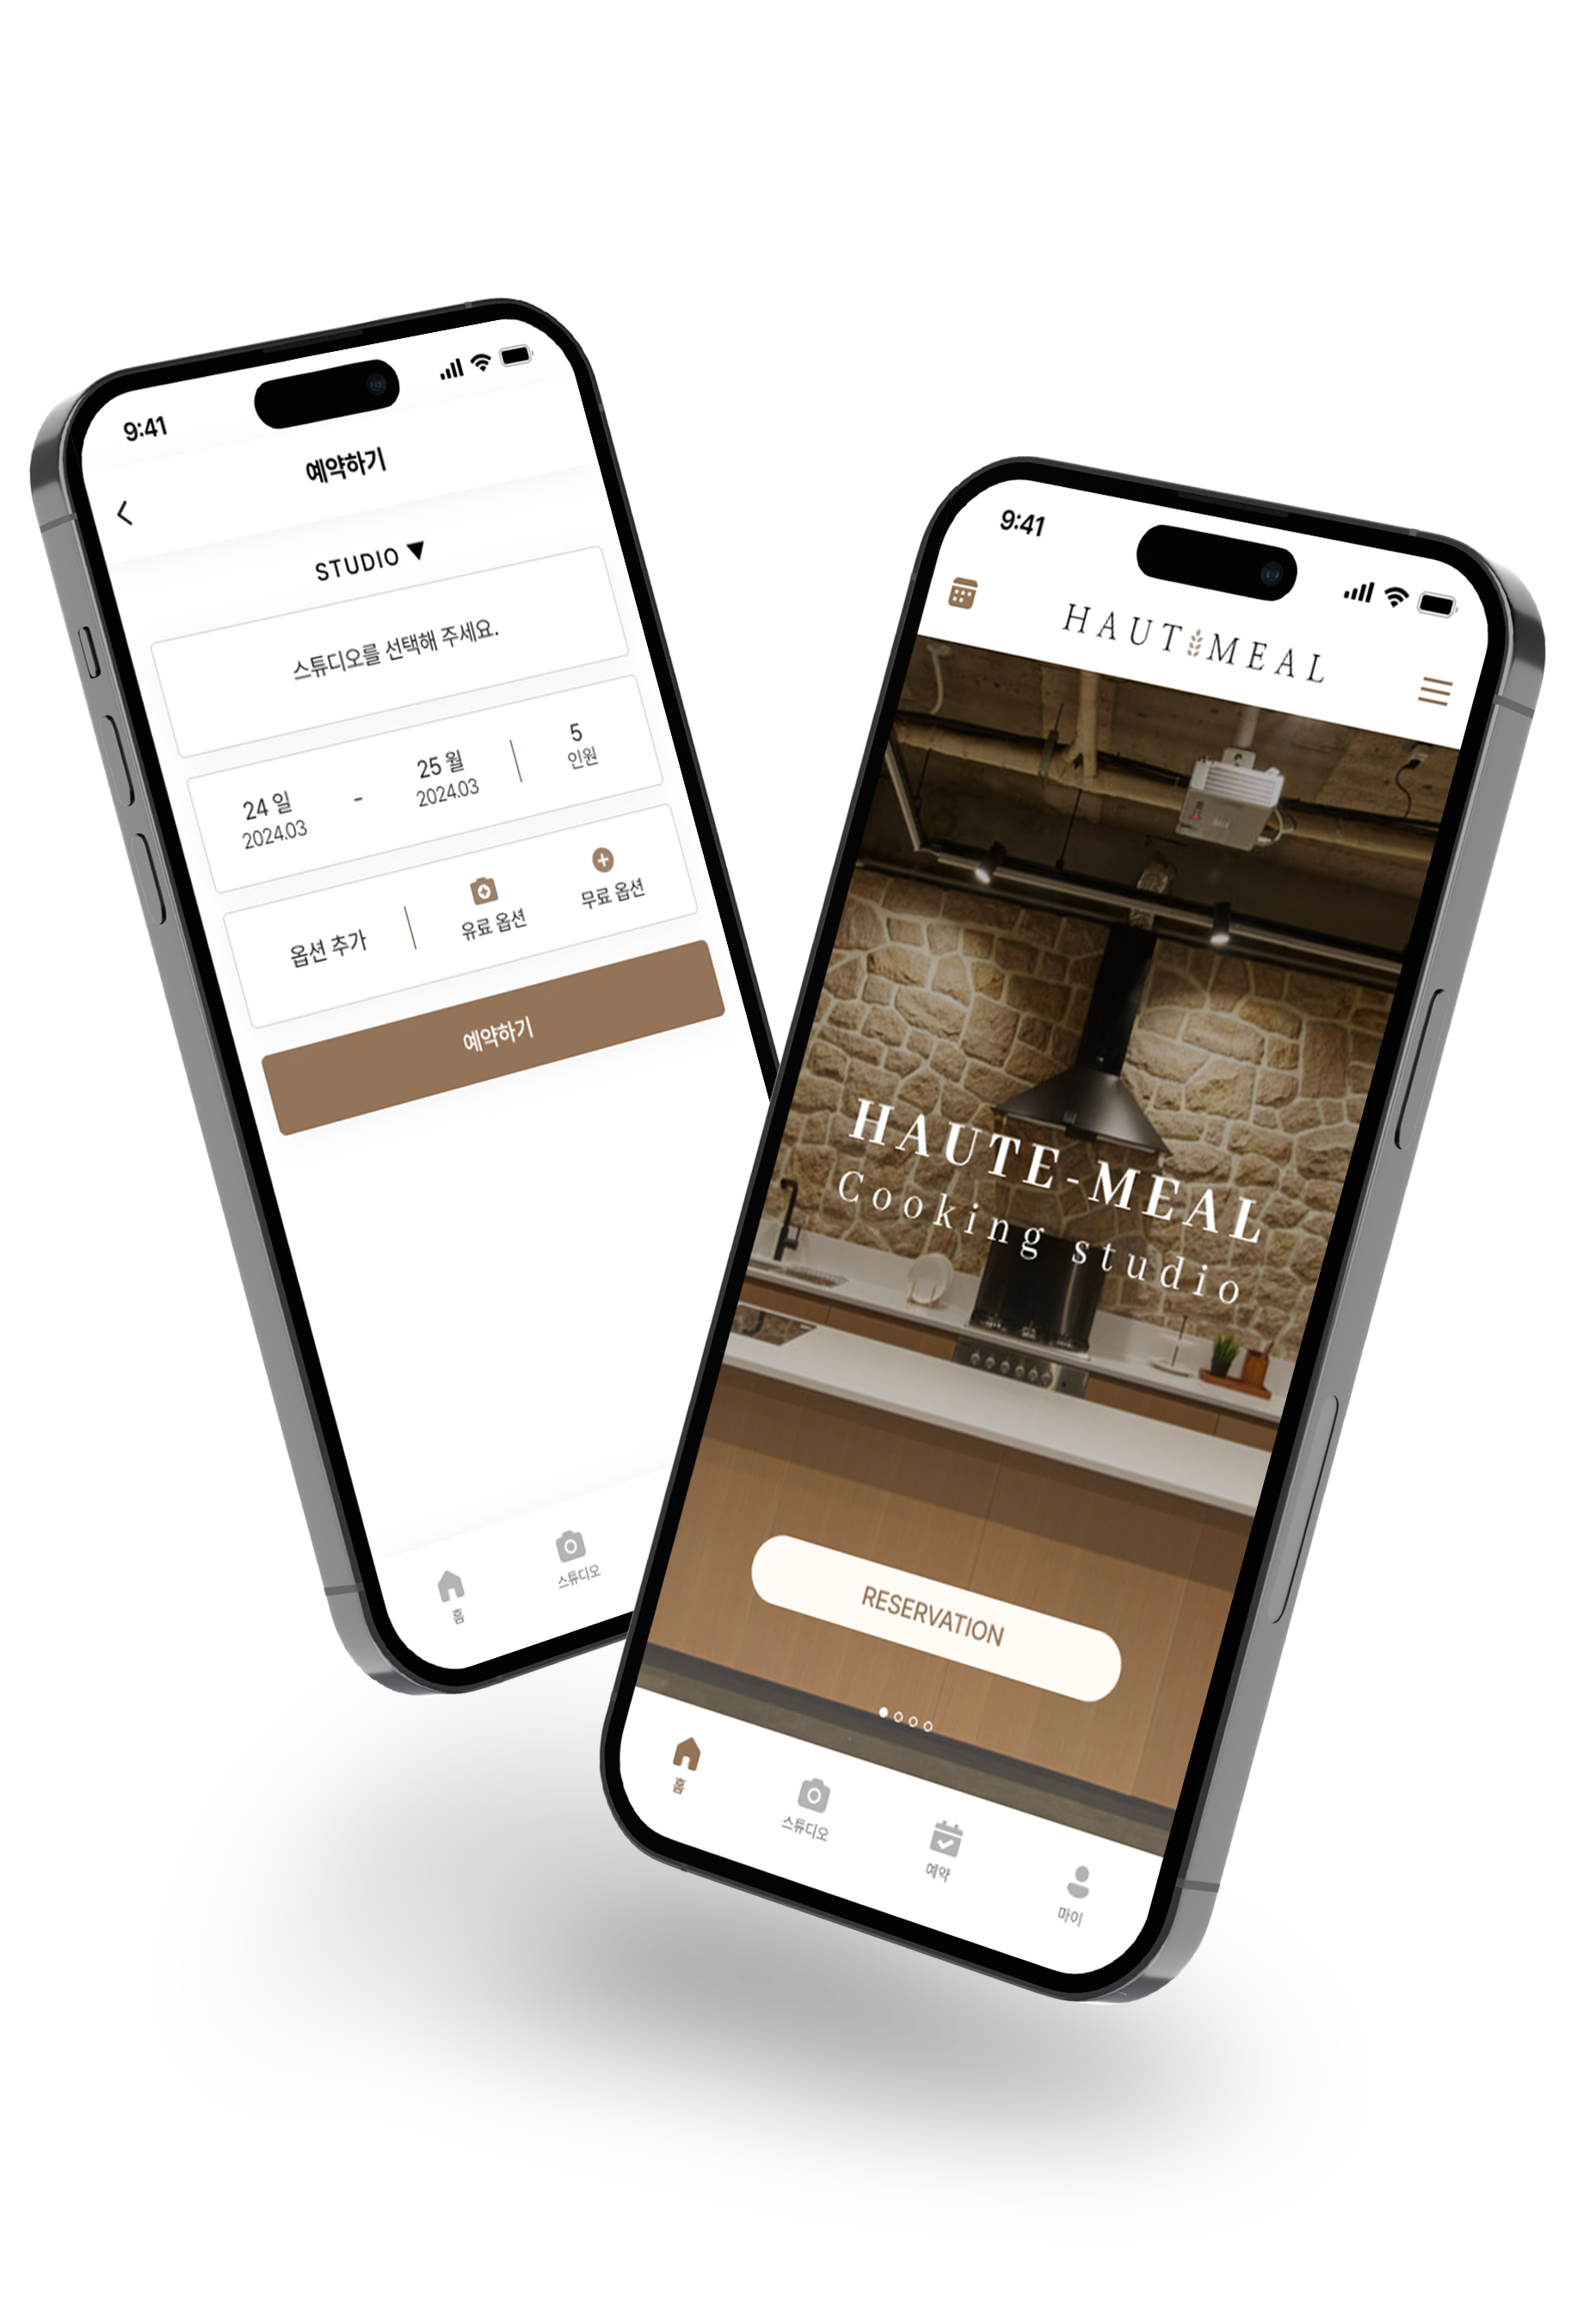 9:41
예약하기
STUDIO ▼
스튜디오를 선택해 주세요.
24 일
2024.03
-
25 월
2024.03
5
인원
옵션 추가
유료 옵션
무료 옵션
예약하기
홈
스튜디오
9:41
HAUT MEAL
HAUTE-MEAL
Cooking studio
RESERVATION
홈
스튜디오
예약
마이